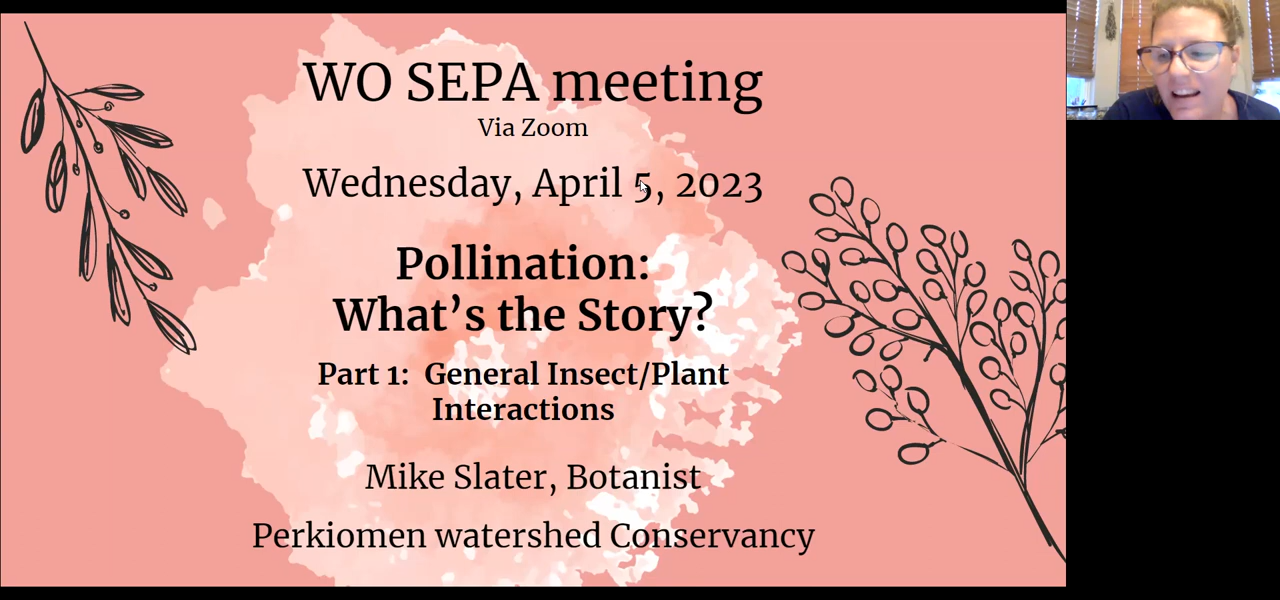 WO SEPA meeting
Via Zoom
Wednesday, April 5, 2023
Pollination:
What's the Story?
Part 1: General Insect/Plant
Interactions
Mike Slater, Botanist
Perkiomen watershed Conservancy